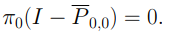 π₀(I − P̅₀,₀) = 0.